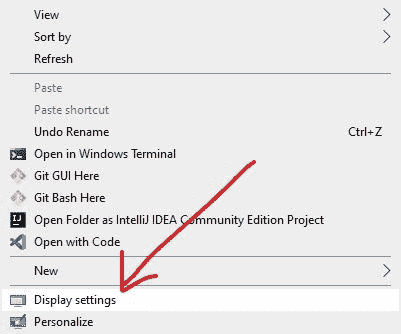 View
Sort by
Refresh
Paste
Paste shortcut
Undo Rename Ctrl+Z
Open in Windows Terminal
Git GUI Here
Git Bash Here
Open Folder as IntelliJ IDEA Community Edition Project
Open with Code
New
Display settings
Personalize